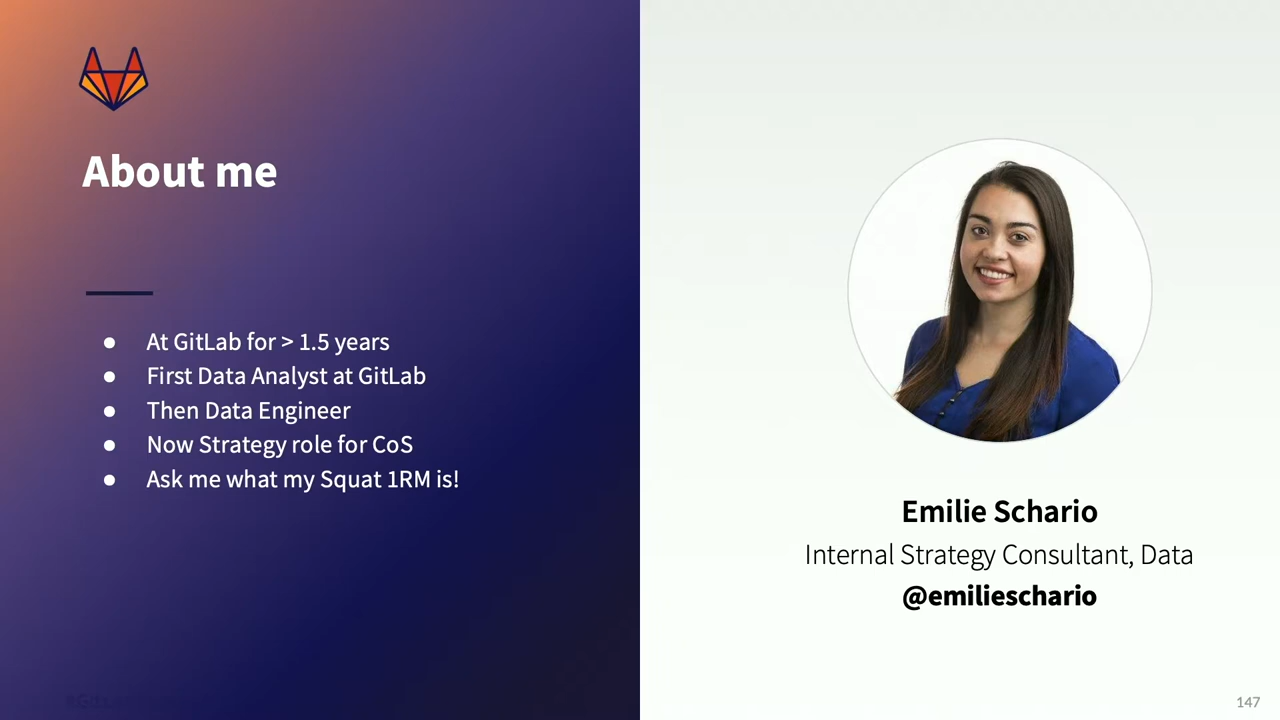 About me
At GitLab for > 1.5 years
First Data Analyst at GitLab
Then Data Engineer
Now Strategy role for CoS
Ask me what my Squat 1RM is!
Emilie Schario
Internal Strategy Consultant, Data
@emilieschario
147